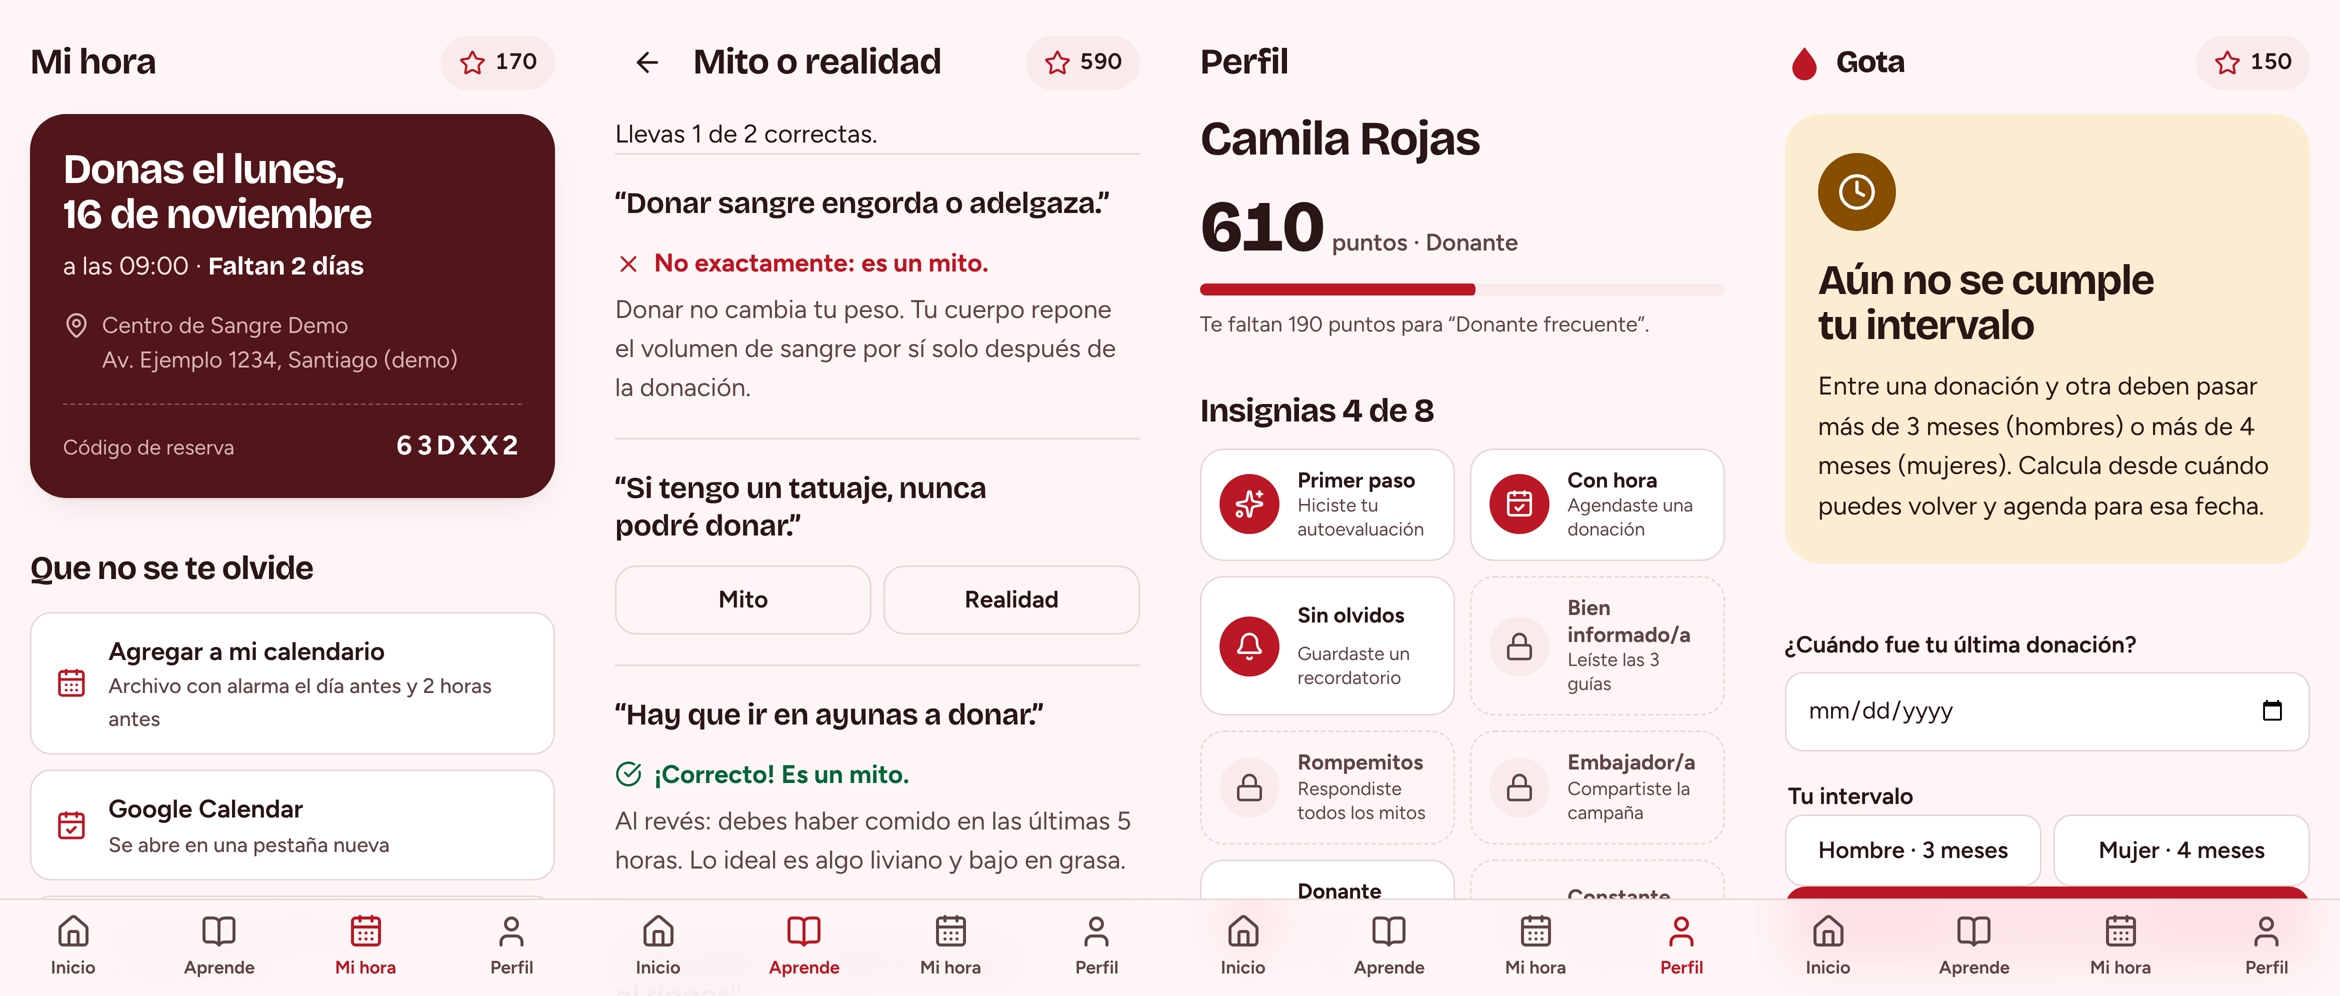 Mi hora
170
Donas el lunes,
16 de noviembre
a las 09:00 · Faltan 2 días
Centro de Sangre Demo
Av. Ejemplo 1234, Santiago (demo)
Código de reserva
63DXX2
Que no se te olvide
Agregar a mi calendario
Archivo con alarma el día antes y 2 horas
antes
Google Calendar
Se abre en una pestaña nueva
Inicio
Aprende
Mi hora
Perfil
Mito o realidad
590
Llevas 1 de 2 correctas.
“Donar sangre engorda o adelgaza.”
No exactamente: es un mito.
Donar no cambia tu peso. Tu cuerpo repone
el volumen de sangre por sí solo después de
la donación.
“Si tengo un tatuaje, nunca
podré donar.”
Mito
Realidad
“Hay que ir en ayunas a donar.”
¡Correcto! Es un mito.
Al revés: debes haber comido en las últimas 5
horas. Lo ideal es algo liviano y bajo en grasa.
Inicio
Aprende
Mi hora
Perfil
Perfil
Camila Rojas
610 puntos · Donante
Te faltan 190 puntos para “Donante frecuente”.
Insignias 4 de 8
Primer paso
Hiciste tu
autoevaluación
Con hora
Agendaste una
donación
Sin olvidos
Guardaste un
recordatorio
Bien
informado/a
Leíste las 3
guías
Rompemitos
Respondiste
todos los mitos
Embajador/a
Compartiste la
campaña
Donante
Constante
Inicio
Aprende
Mi hora
Perfil
Gota
150
Aún no se cumple
tu intervalo
Entre una donación y otra deben pasar
más de 3 meses (hombres) o más de 4
meses (mujeres). Calcula desde cuándo
puedes volver y agenda para esa fecha.
¿Cuándo fue tu última donación?
mm/dd/yyyy
Tu intervalo
Hombre · 3 meses
Mujer · 4 meses
Inicio
Aprende
Mi hora
Perfil